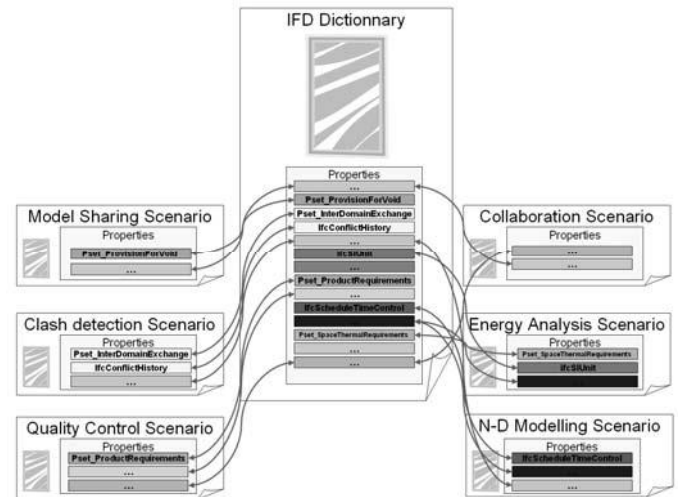 IFD Dictionnary
Properties
...
Pset_ProvisionForVoid
Pset_InterDomainExchange
IfcConflictHistory
...
IfcSIUnit
...
Pset_ProductRequirements
...
IfcScheduleTimeControl
...
Pset_SpaceThermalRequirements
...
...
Model Sharing Scenario
Properties
Pset_ProvisionForVoid
...
Clash detection Scenario
Properties
Pset_InterDomainExchange
IfcConflictHistory
...
Quality Control Scenario
Properties
Pset_ProductRequirements
...
...
Collaboration Scenario
Properties
...
...
Energy Analysis Scenario
Properties
Pset_SpaceThermalRequirements
IfcSIUnit
...
N-D Modelling Scenario
Properties
IfcScheduleTimeControl
...
...